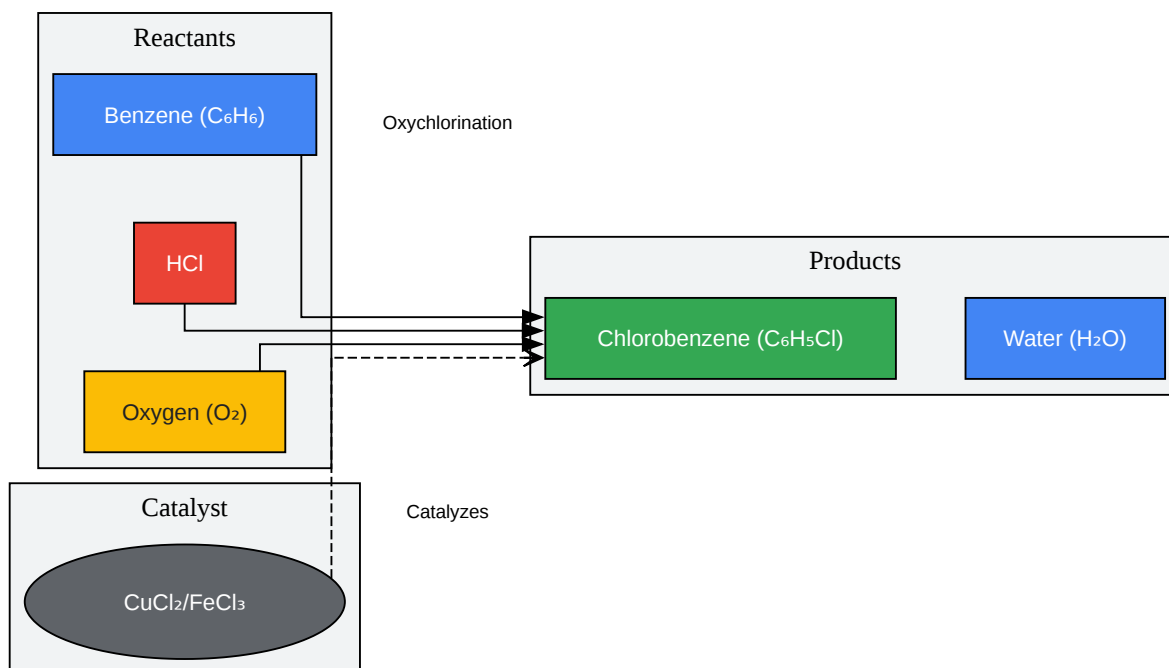 Reactants
Benzene (C₆H₆)
Oxychlorination
HCl
Products
Chlorobenzene (C₆H₅Cl)
Water (H₂O)
Oxygen (O₂)
Catalyst
Catalyzes
CuCl₂/FeCl₃